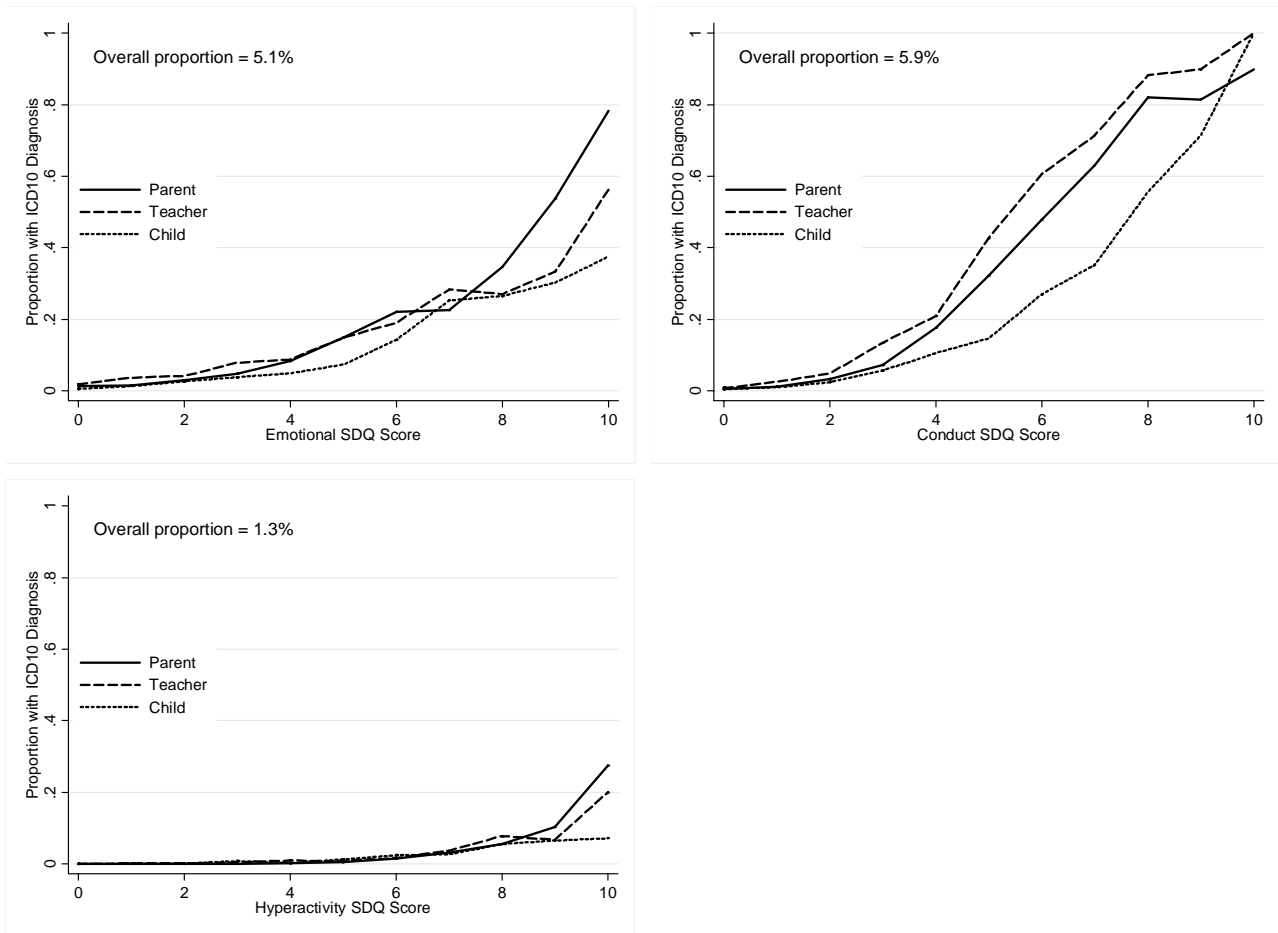 Overall proportion = 5.1%
Proportion with ICD10 Diagnosis
1
.8
.6
.4
.2
0
Parent
Teacher
Child
0 2 4 6 8 10
Emotional SDQ Score
Overall proportion = 5.9%
Proportion with ICD10 Diagnosis
1
.8
.6
.4
.2
0
Parent
Teacher
Child
0 2 4 6 8 10
Conduct SDQ Score
Overall proportion = 1.3%
Proportion with ICD10 Diagnosis
1
.8
.6
.4
.2
0
Parent
Teacher
Child
0 2 4 6 8 10
Hyperactivity SDQ Score